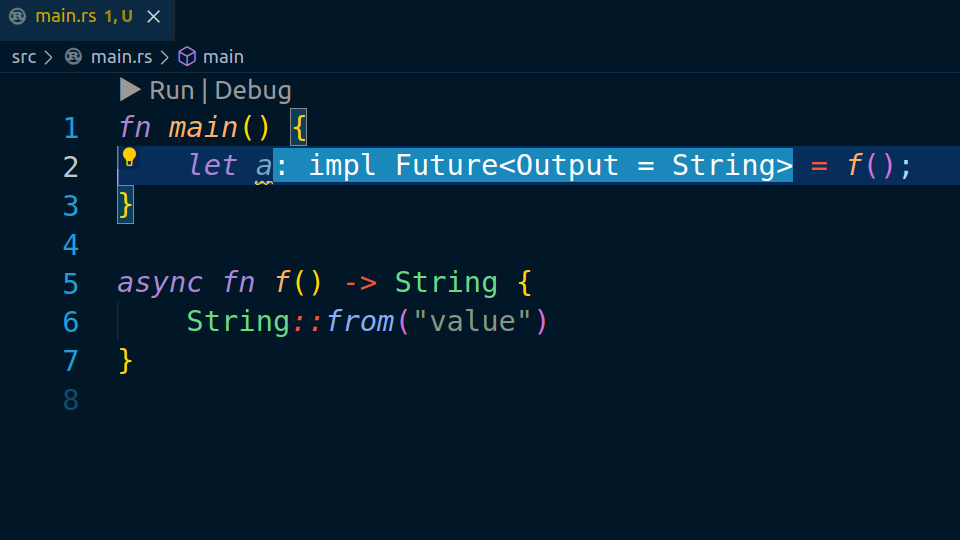 main.rs 1, U
src > main.rs > main
Run | Debug
1 fn main() {
2     let a: impl Future<Output = String> = f();
3 }
4
5 async fn f() -> String {
6     String::from("value")
7 }
8